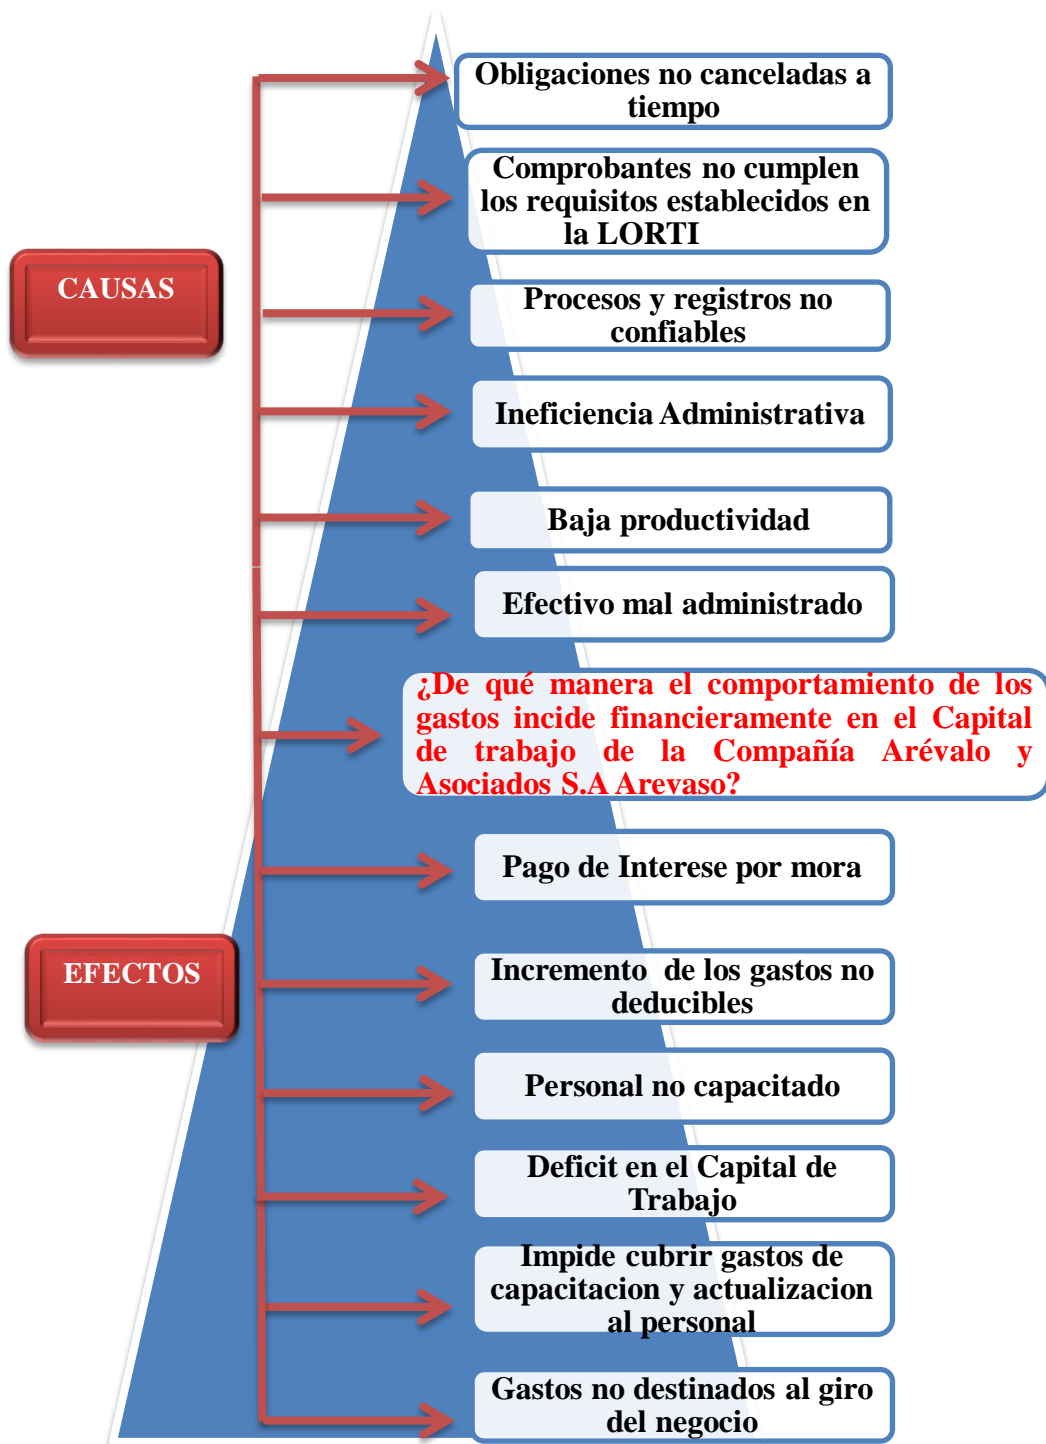 Obligaciones no canceladas a
tiempo
Comprobantes no cumplen
los requisitos establecidos en
la LORTI
CAUSAS
Procesos y registros no
confiables
Ineficiencia Administrativa
Baja productividad
Efectivo mal administrado
¿De qué manera el comportamiento de los
gastos incide financieramente en el Capital
de trabajo de la Compañía Arévalo y
Asociados S.A Arevaso?
Pago de Interese por mora
EFECTOS
Incremento de los gastos no
deducibles
Personal no capacitado
Deficit en el Capital de
Trabajo
Impide cubrir gastos de
capacitacion y actualizacion
al personal
Gastos no destinados al giro
del negocio